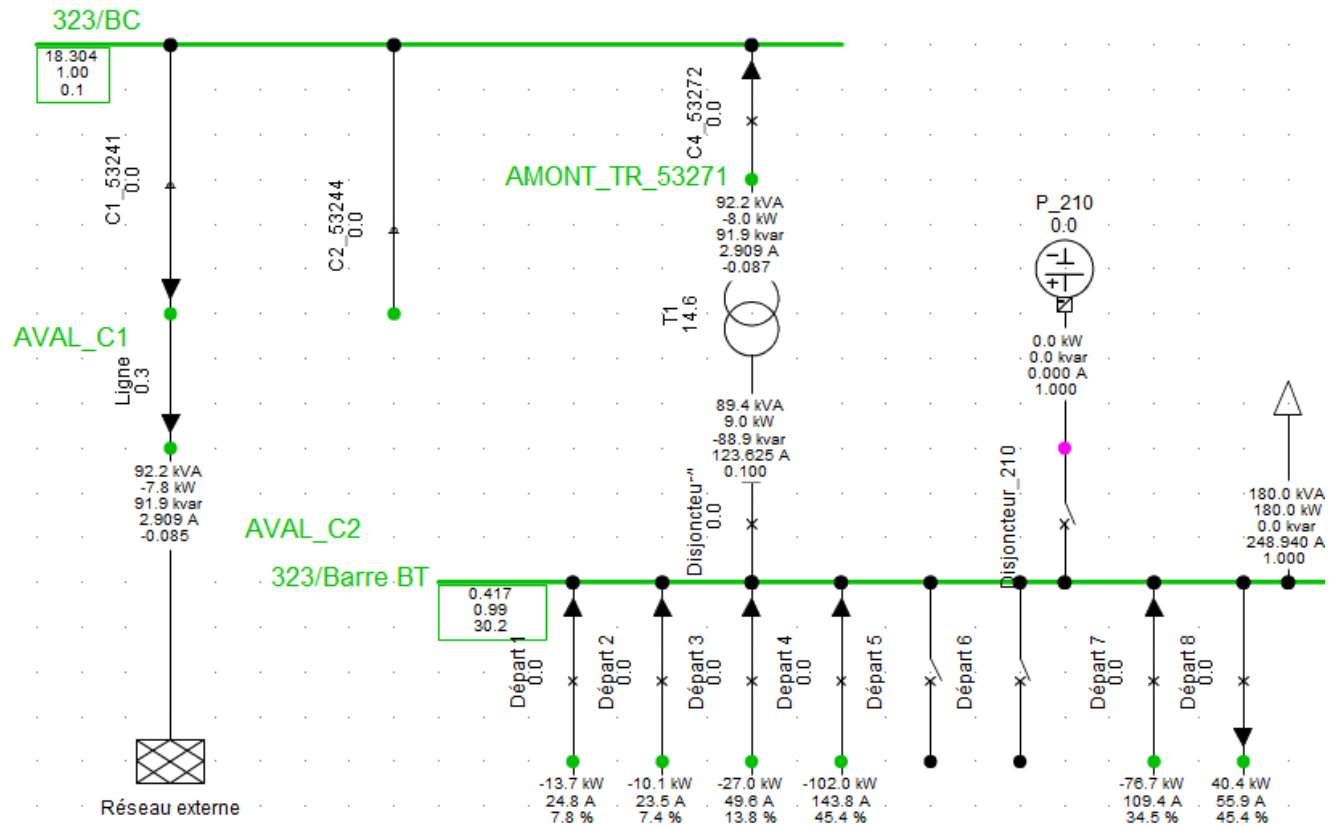 323/BC
18.304
1.00
0.1
C1_53241
0.0
C2_53244
0.0
C4_53272
0.0
AMONT_TR_53271
92.2 kVA
-8.0 kW
91.9 kvar
2.909 A
-0.087
T1
14.6
P_210
0.0
0.0 kW
0.0 kvar
0.000 A
1.000
AVAL_C1
Ligne
0.3
92.2 kVA
-7.8 kW
91.9 kvar
2.909 A
-0.085
89.4 kVA
9.0 kW
-88.9 kvar
123.625 A
0.100
Disjoncteu~"
0.0
Disjoncteur_210
180.0 kVA
180.0 kW
0.0 kvar
248.940 A
1.000
AVAL_C2
323/Barre BT
0.417
0.99
30.2
Départ 1
0.0
Départ 2
0.0
Départ 3
0.0
Départ 4
0.0
Départ 5
Départ 6
Départ 7
0.0
Départ 8
0.0
-13.7 kW
24.8 A
7.8 %
-10.1 kW
23.5 A
7.4 %
-27.0 kW
49.6 A
13.8 %
-102.0 kW
143.8 A
45.4 %
-76.7 kW
109.4 A
34.5 %
40.4 kW
55.9 A
45.4 %
Réseau externe